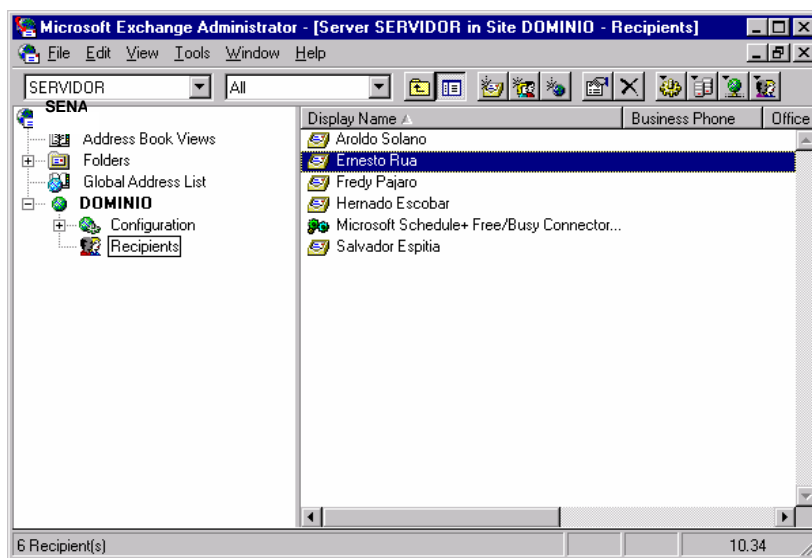 Microsoft Exchange Administrator - [Server SERVIDOR in Site DOMINIO - Recipients]
File Edit View Tools Window Help
SERVIDOR All
SENA
Address Book Views
Folders
Global Address List
DOMINIO
Configuration
Recipients
Display Name Business Phone Office
Aroldo Solano
Ernesto Rua
Fredy Pajaro
Hernado Escobar
Microsoft Schedule+ Free/Busy Connector...
Salvador Espitia
6 Recipient(s) 10.34